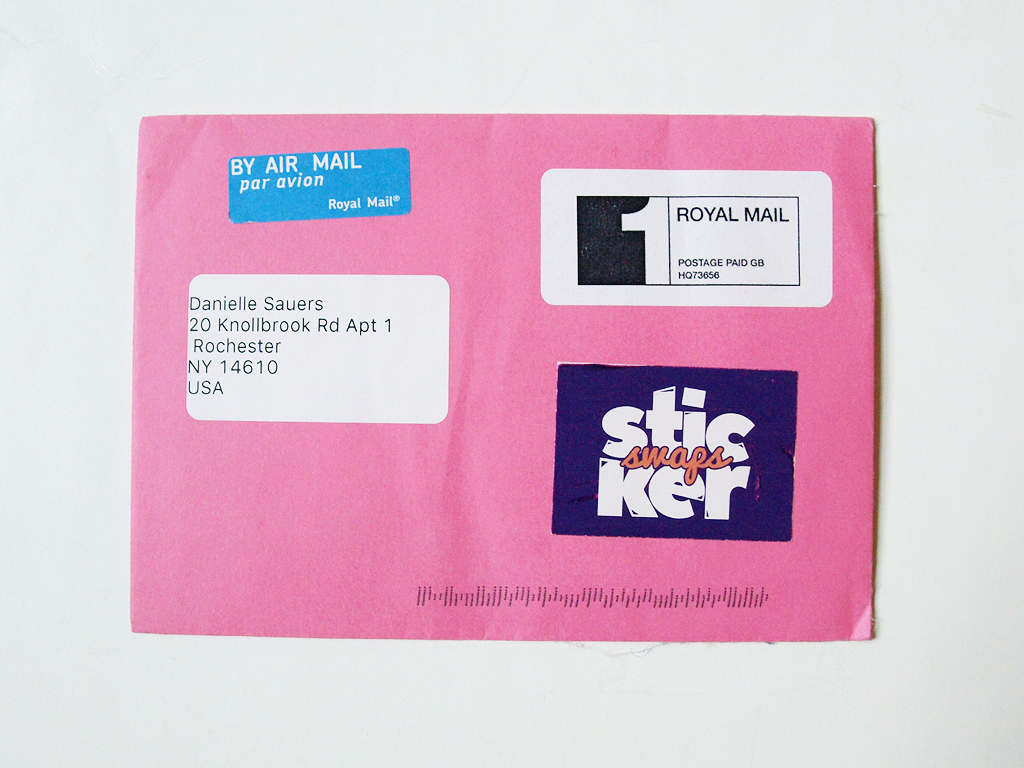 BY AIR MAIL
par avion
Royal Mail®
1
ROYAL MAIL
POSTAGE PAID GB
HQ73656
Danielle Sauers
20 Knollbrook Rd Apt 1
Rochester
NY 14610
USA
stic
swaps
ker